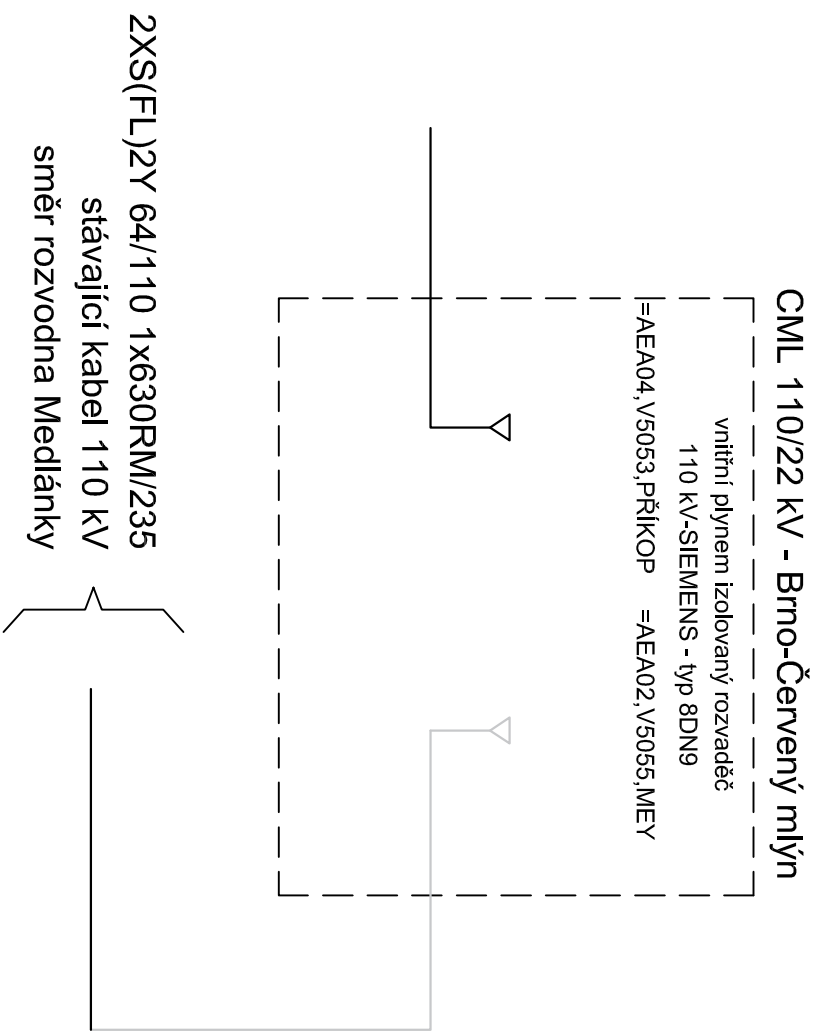 CML 110/22 kV - Brno-Červený mlýn
vnitřní plynem izolovaný rozvaděč
110 kV-SIEMENS - typ 8DN9
=AEA04,V5053,PŘÍKOP =AEA02,V5055,MEY
2XS(FL)2Y 64/110 1x630RM/235
stávající kabel 110 kV
směr rozvodna Medlánky